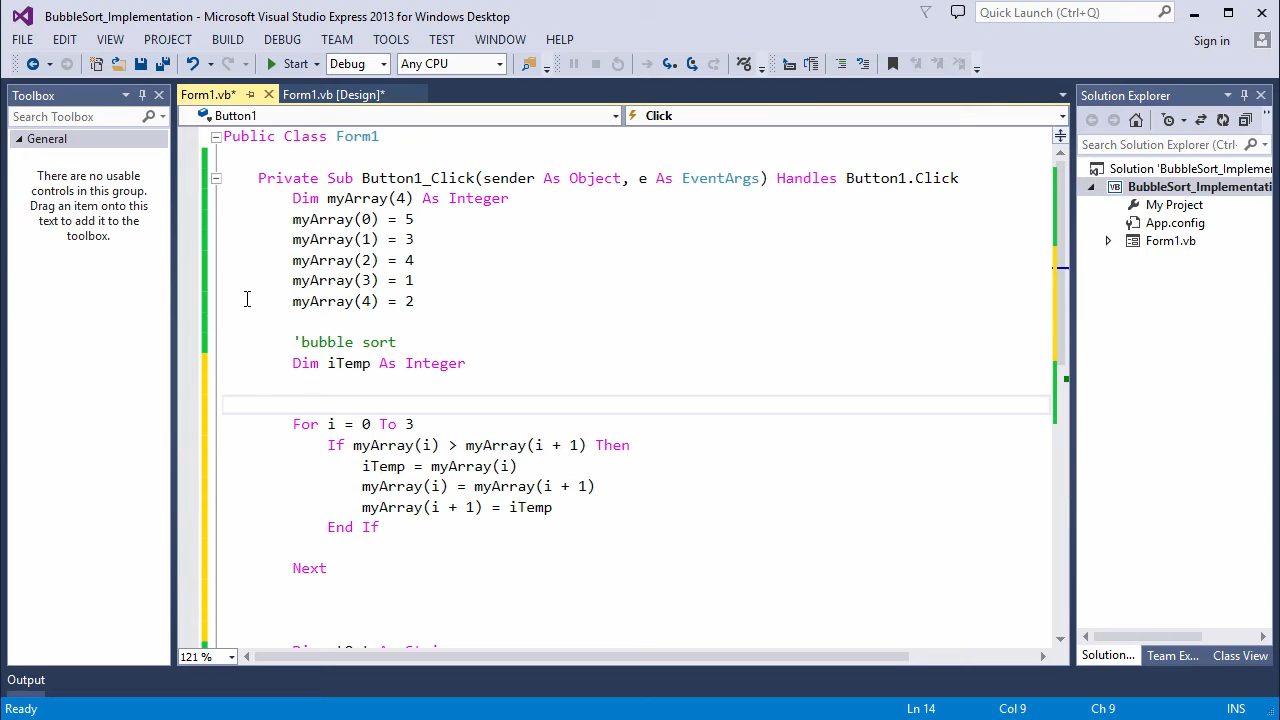 BubbleSort_Implementation - Microsoft Visual Studio Express 2013 for Windows Desktop
Quick Launch (Ctrl+Q)
FILE EDIT VIEW PROJECT BUILD DEBUG TEAM TOOLS TEST WINDOW HELP
Sign in
Start Debug Any CPU
Toolbox
Search Toolbox
General
There are no usable
controls in this group.
Drag an item onto this
text to add it to the
toolbox.
Form1.vb* Form1.vb [Design]*
Button1 Click
Public Class Form1
Private Sub Button1_Click(sender As Object, e As EventArgs) Handles Button1.Click
Dim myArray(4) As Integer
myArray(0) = 5
myArray(1) = 3
myArray(2) = 4
myArray(3) = 1
myArray(4) = 2
'bubble sort
Dim iTemp As Integer
For i = 0 To 3
If myArray(i) > myArray(i + 1) Then
iTemp = myArray(i)
myArray(i) = myArray(i + 1)
myArray(i + 1) = iTemp
End If
Next
121 %
Solution Explorer
Search Solution Explorer (Ctrl-
Solution 'BubbleSort_Impleme
VB BubbleSort_Implementati
My Project
App.config
Form1.vb
Solution... Team Ex... Class View
Output
Ready Ln 14 Col 9 Ch 9 INS